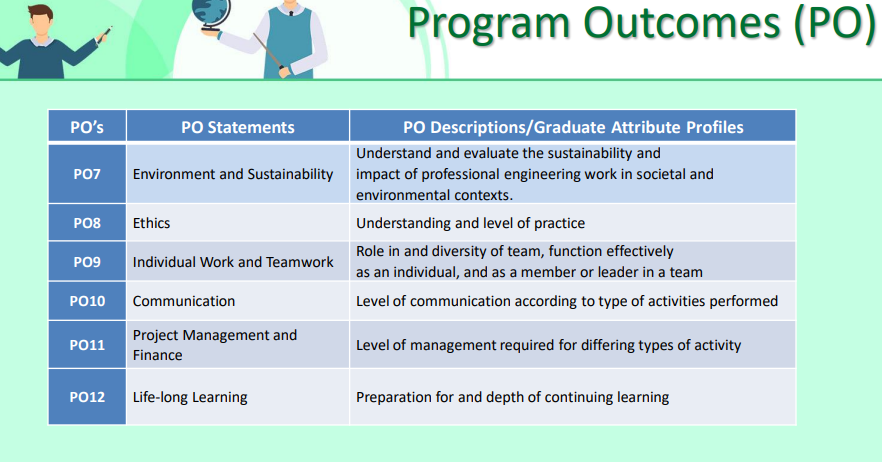 Program Outcomes (PO)
PO's
PO Statements
PO Descriptions/Graduate Attribute Profiles
PO7
Environment and Sustainability
Understand and evaluate the sustainability and
impact of professional engineering work in societal and
environmental contexts.
PO8
Ethics
Understanding and level of practice
PO9
Individual Work and Teamwork
Role in and diversity of team, function effectively
as an individual, and as a member or leader in a team
PO10
Communication
Level of communication according to type of activities performed
PO11
Project Management and
Finance
Level of management required for differing types of activity
PO12
Life-long Learning
Preparation for and depth of continuing learning